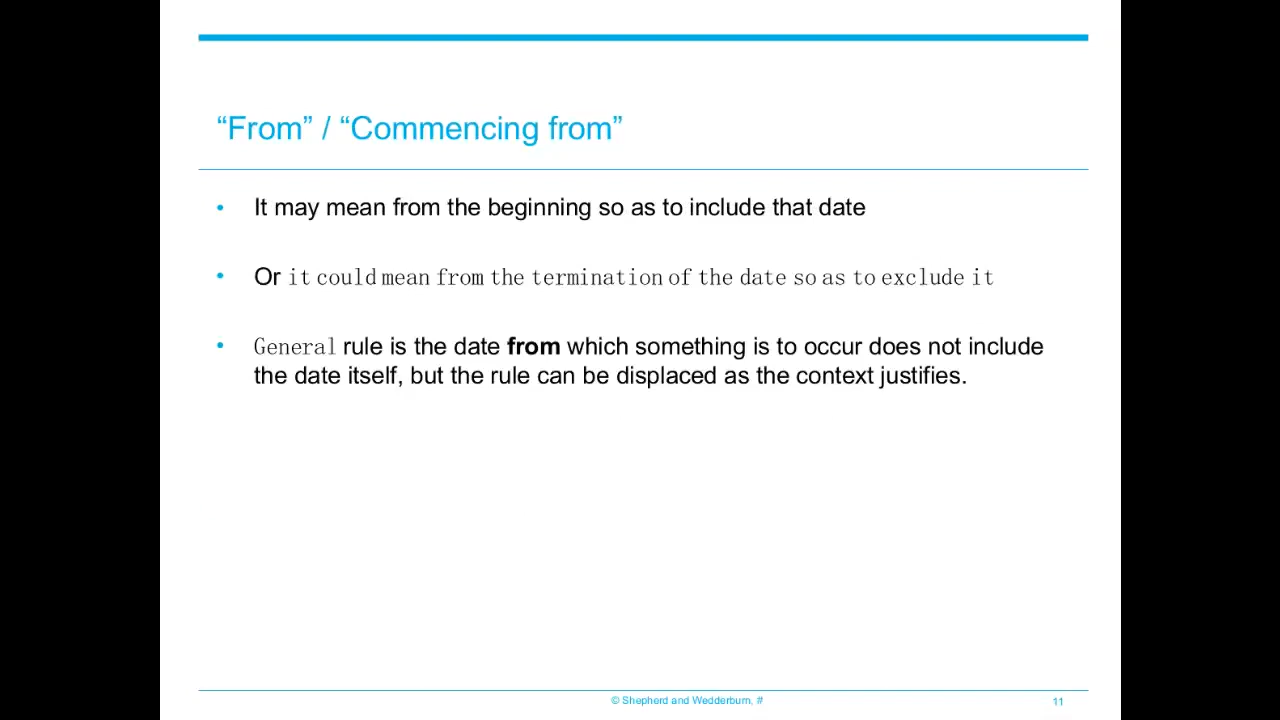 “From” / “Commencing from”
• It may mean from the beginning so as to include that date
• Or it could mean from the termination of the date so as to exclude it
• General rule is the date from which something is to occur does not include
the date itself, but the rule can be displaced as the context justifies.
© Shepherd and Wedderburn, #
11